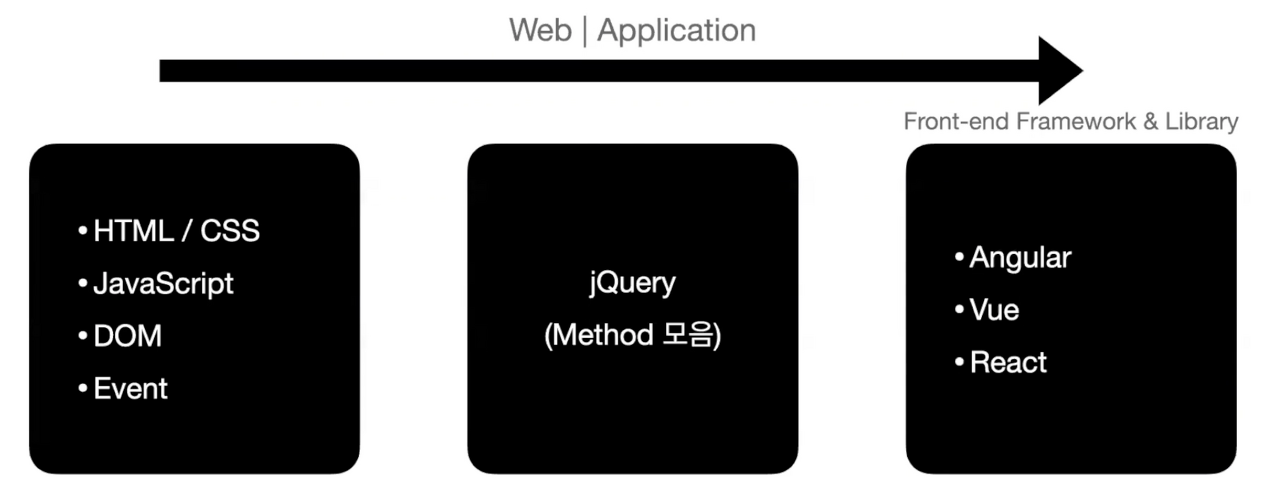 Web | Application
Front-end Framework & Library
• HTML / CSS
• JavaScript
• DOM
• Event
jQuery
(Method 모음)
• Angular
• Vue
• React